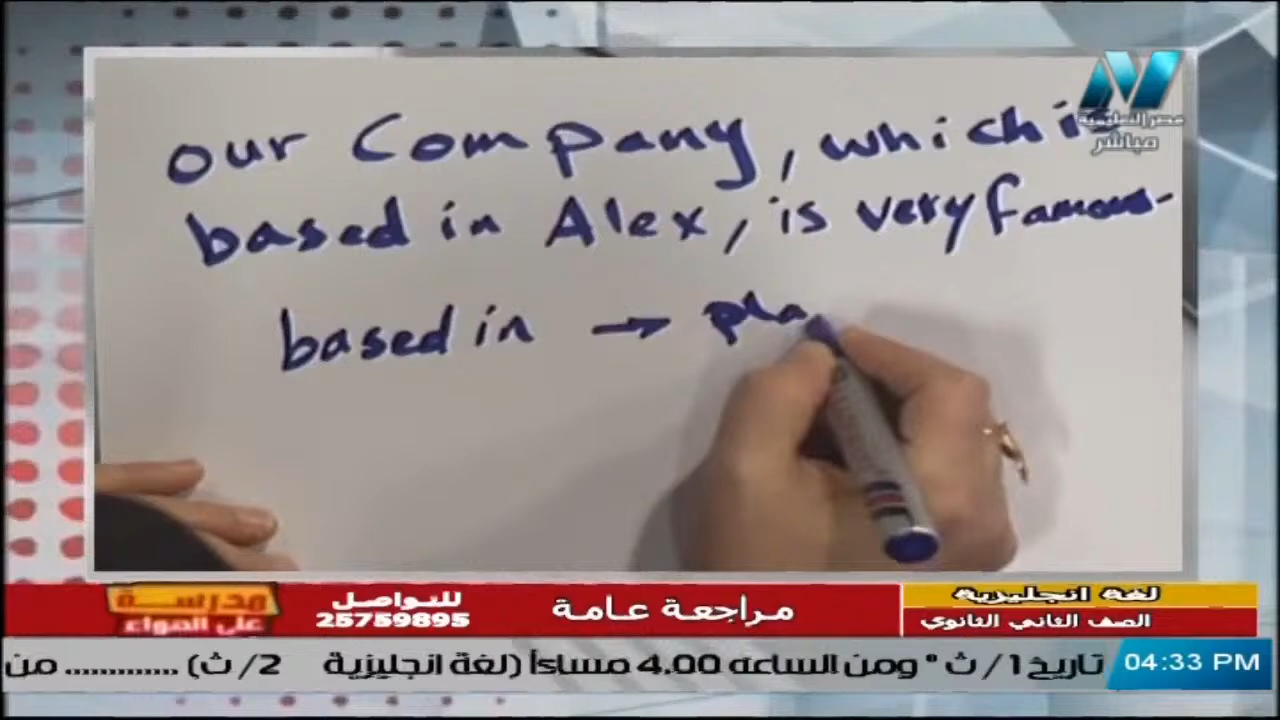 our Company, which is
based in Alex, is very famous.
based in → pla
مصر التعليمية
مباشر
مدرسة
على الهواء
للتواصل
25759895
مراجعة عامة
لغة انجليزية
الصف الثاني الثانوي
تاريخ 1/ ث " ومن الساعه 4.00 مساءاً (لغة انجليزية 2/ ث) ............ من
04:33 PM